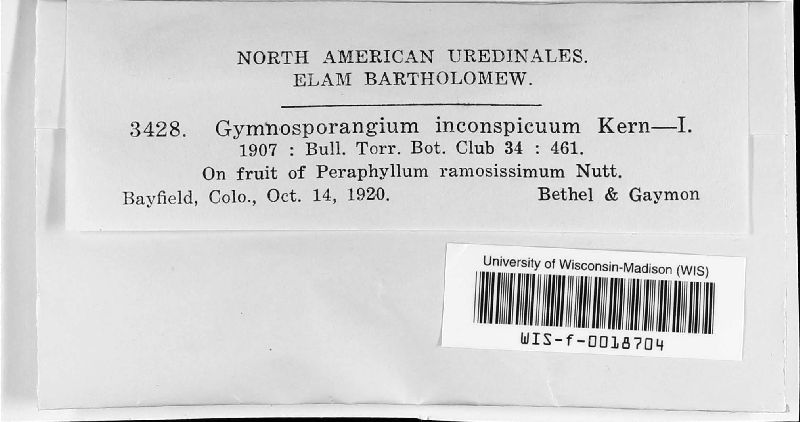 NORTH AMERICAN UREDINALES.
ELAM BARTHOLOMEW.
3428. Gymnosporangium inconspicuum Kern—I.
1907 : Bull. Torr. Bot. Club 34 : 461.
On fruit of Peraphyllum ramosissimum Nutt.
Bayfield, Colo., Oct. 14, 1920. Bethel & Gaymon
University of Wisconsin-Madison (WIS)
WIS-f-0018704